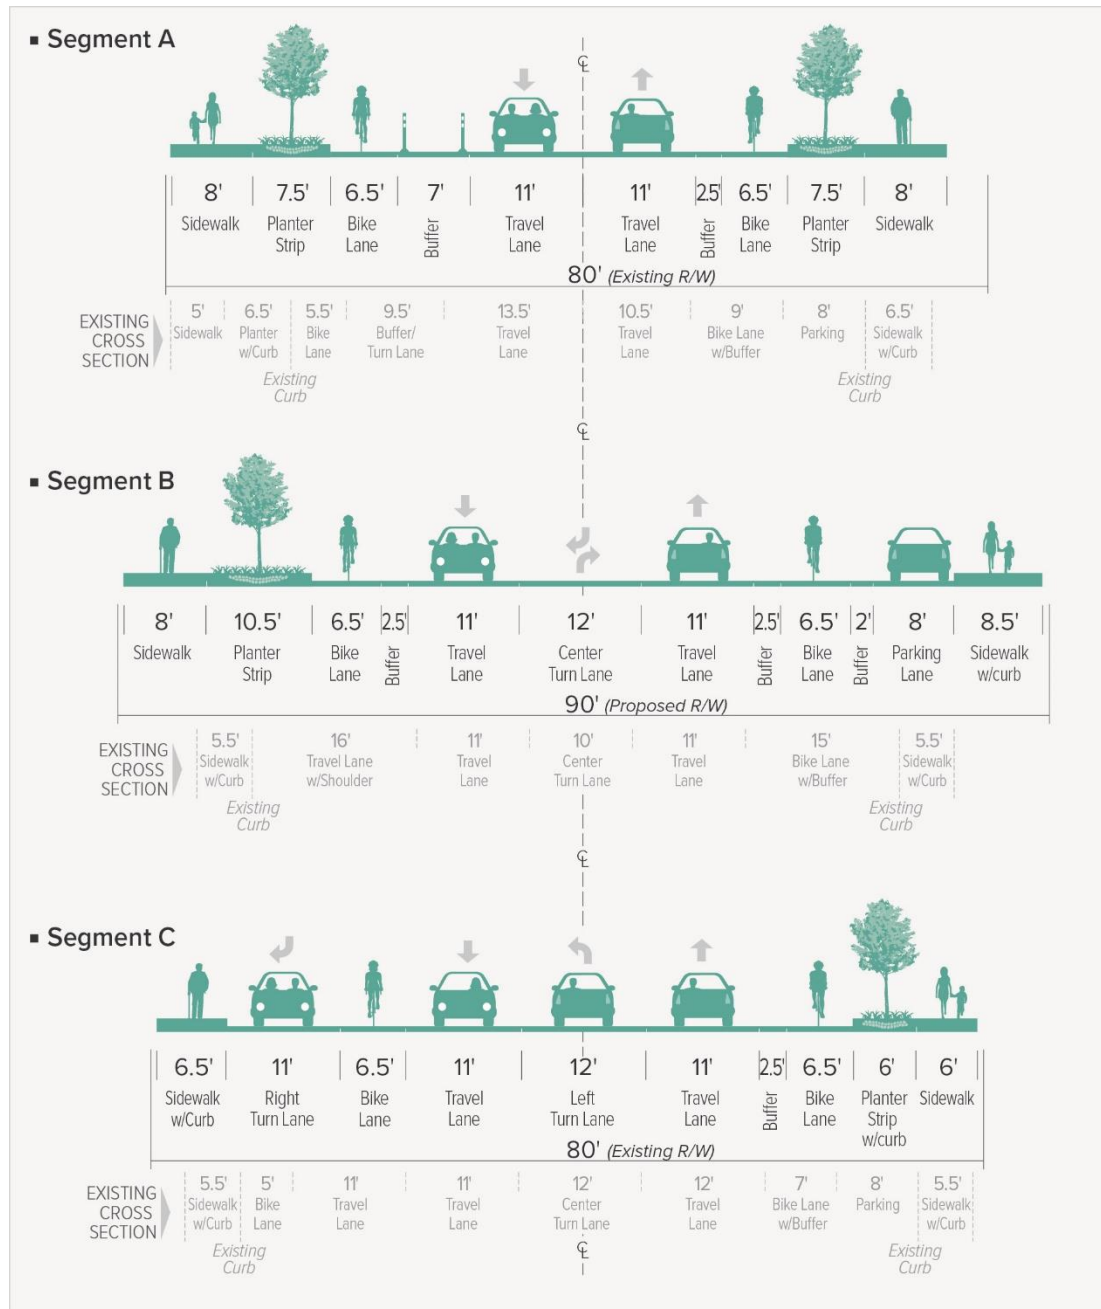 ▪ Segment A
℄
8' 7.5' 6.5' 7' 11' 11' 2.5' 6.5' 7.5' 8'
Sidewalk Planter Strip Bike Lane Buffer Travel Lane Travel Lane Buffer Bike Lane Planter Strip Sidewalk
80' (Existing R/W)
EXISTING CROSS SECTION
5' 6.5' 5.5' 9.5' 13.5' 10.5' 9' 8' 6.5'
Sidewalk Planter w/Curb Bike Lane Buffer/ Turn Lane Travel Lane Travel Lane Bike Lane w/Buffer Parking Sidewalk w/Curb
Existing Curb Existing Curb
℄
▪ Segment B
8' 10.5' 6.5' 2.5' 11' 12' 11' 2.5' 6.5' 2' 8' 8.5'
Sidewalk Planter Strip Bike Lane Buffer Travel Lane Center Turn Lane Travel Lane Buffer Bike Lane Buffer Parking Lane Sidewalk w/curb
90' (Proposed R/W)
EXISTING CROSS SECTION
5.5' 16' 11' 10' 11' 15' 5.5'
Sidewalk w/Curb Travel Lane w/Shoulder Travel Lane Center Turn Lane Travel Lane Bike Lane w/Buffer Sidewalk w/Curb
Existing Curb Existing Curb
℄
▪ Segment C
6.5' 11' 6.5' 11' 12' 11' 2.5' 6.5' 6' 6'
Sidewalk w/Curb Right Turn Lane Bike Lane Travel Lane Left Turn Lane Travel Lane Buffer Bike Lane Planter Strip w/curb Sidewalk
80' (Existing R/W)
EXISTING CROSS SECTION
5.5' 5' 11' 11' 12' 12' 7' 8' 5.5'
Sidewalk w/Curb Bike Lane Travel Lane Travel Lane Center Turn Lane Travel Lane Bike Lane w/Buffer Parking Sidewalk w/Curb
Existing Curb Existing Curb
℄